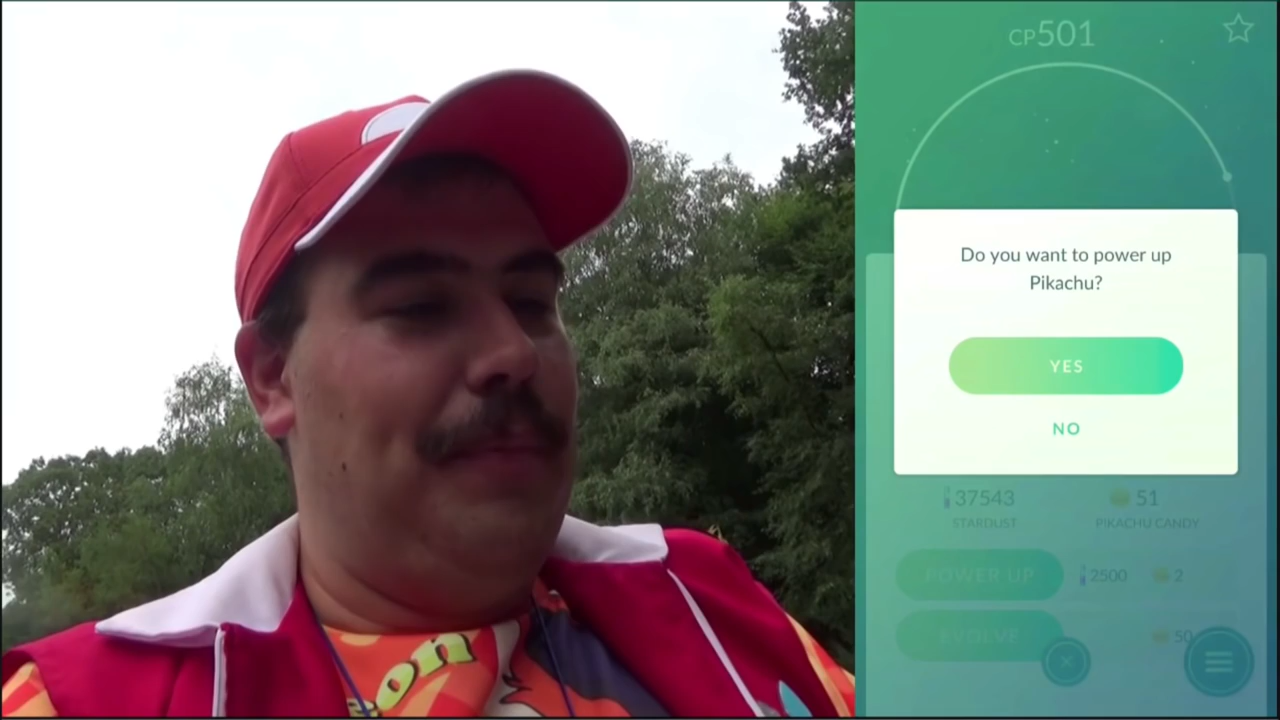 CP501
Do you want to power up
Pikachu?
YES
NO
37543
51
STARDUST
PIKACHU CANDY
POWER UP
2500
2
EVOLVE
50
on